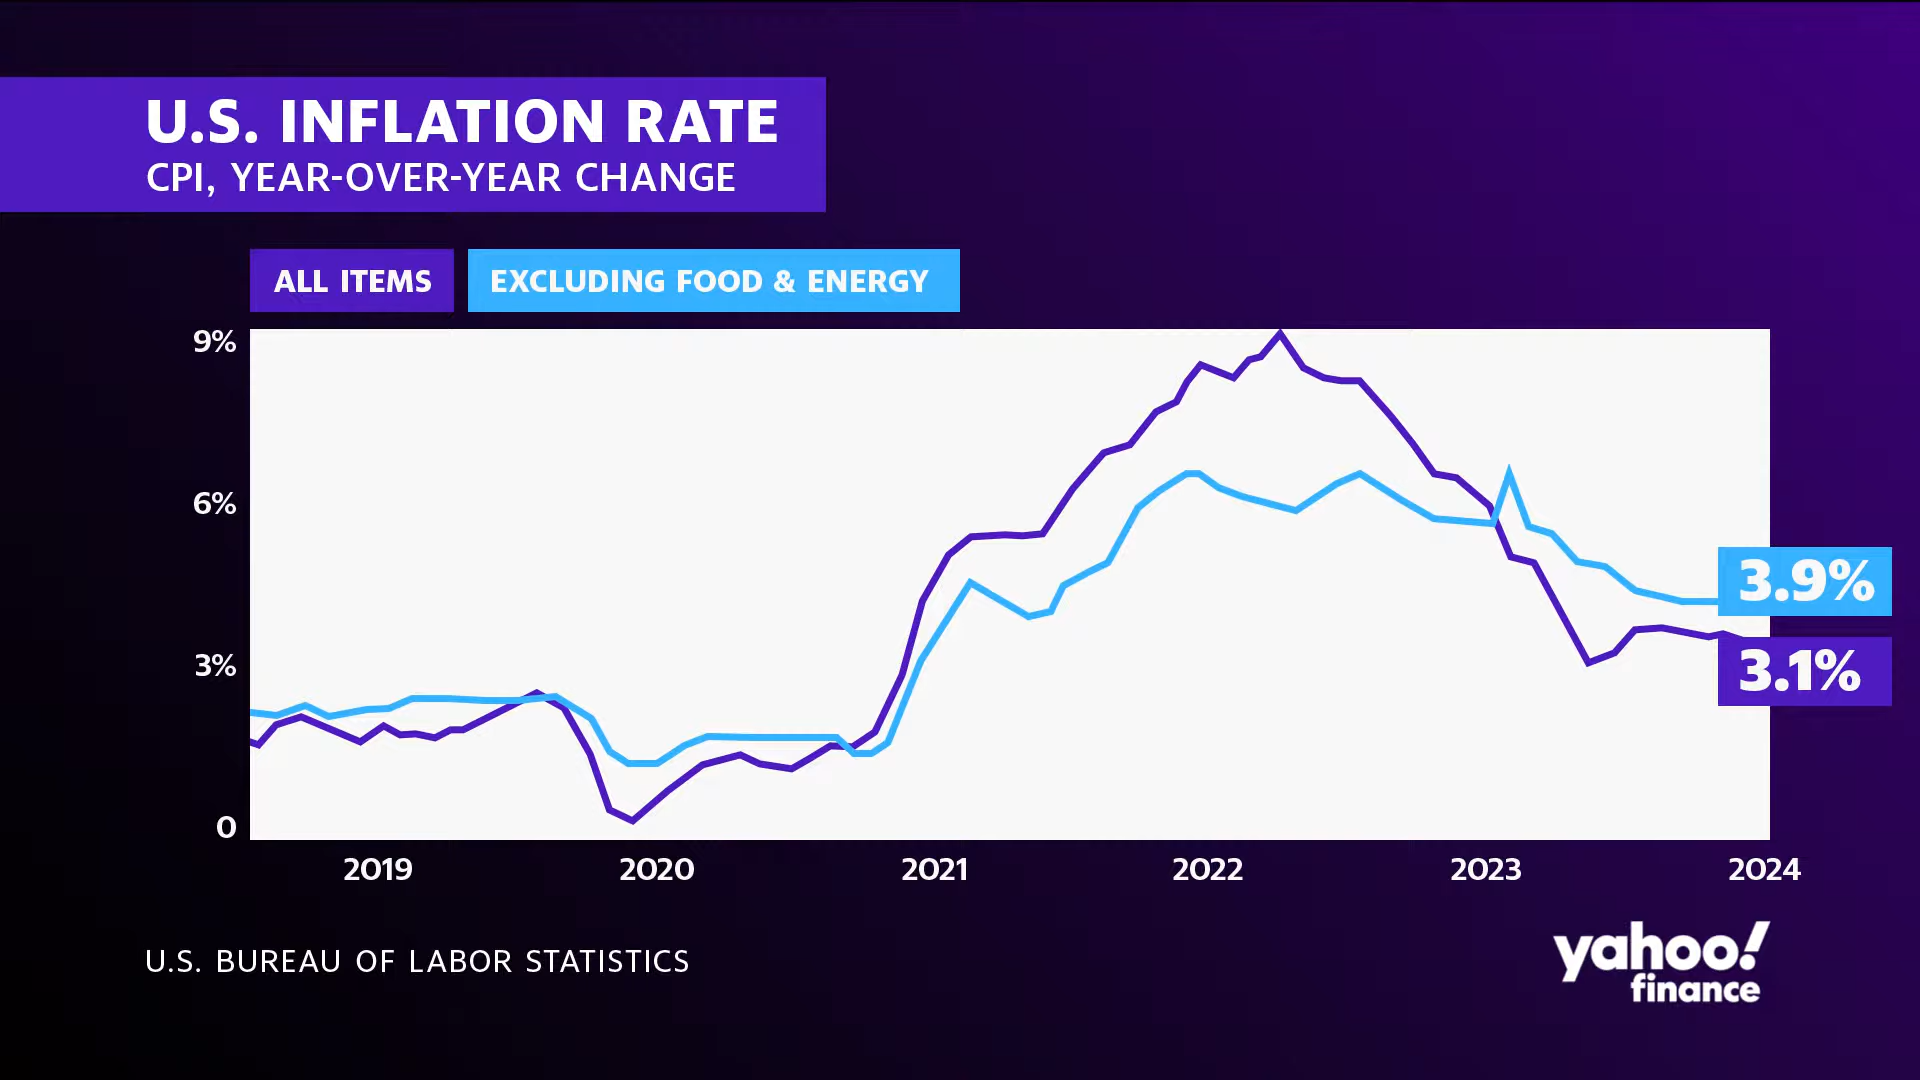 U.S. INFLATION RATE
CPI, YEAR-OVER-YEAR CHANGE
ALL ITEMS
EXCLUDING FOOD & ENERGY
9%
6%
3%
0
3.9%
3.1%
2019
2020
2021
2022
2023
2024
U.S. BUREAU OF LABOR STATISTICS
yahoo!
finance